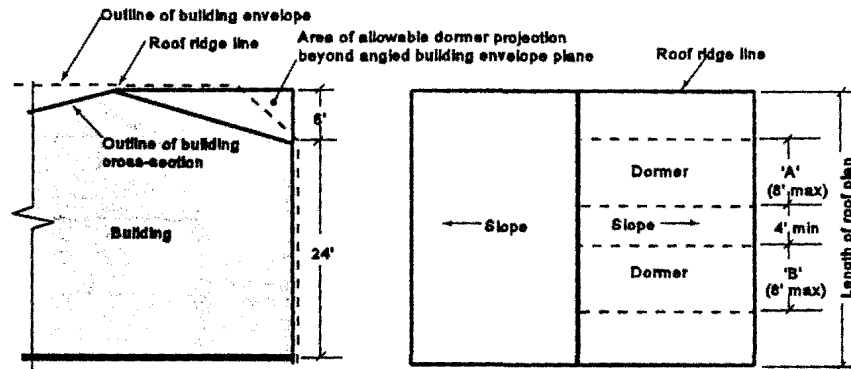 Outline of building envelope
Roof ridge line
Area of allowable dormer projection
beyond angled building envelope plane
Outline of building
cross-section
Building
6'
24'
Roof ridge line
Dormer
Slope
Slope
Dormer
'A'
(8' max)
4' min
'B'
(8' max)
Length of roof plan